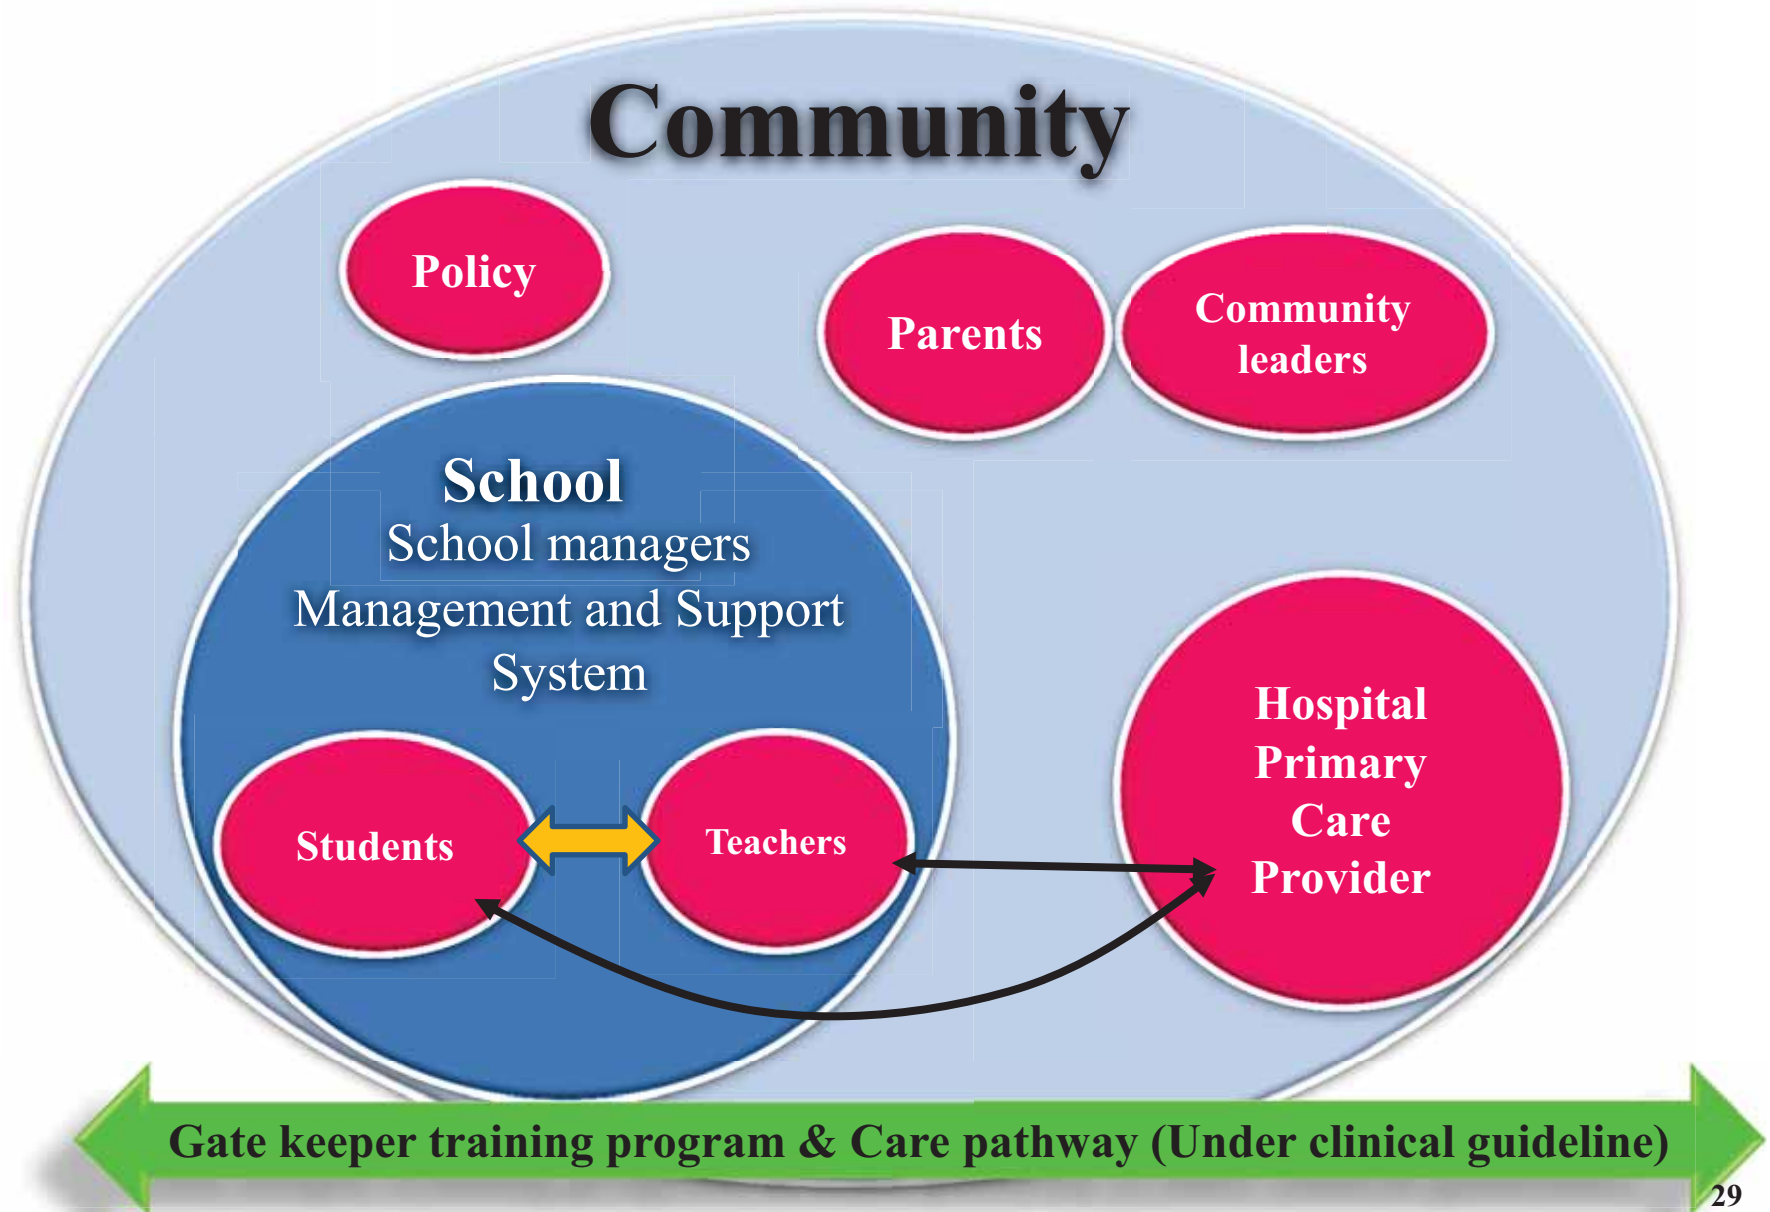 Community
Policy
Parents
Community
leaders
School
School managers
Management and Support
System
Students
Teachers
Hospital
Primary
Care
Provider
Gate keeper training program & Care pathway (Under clinical guideline)
29